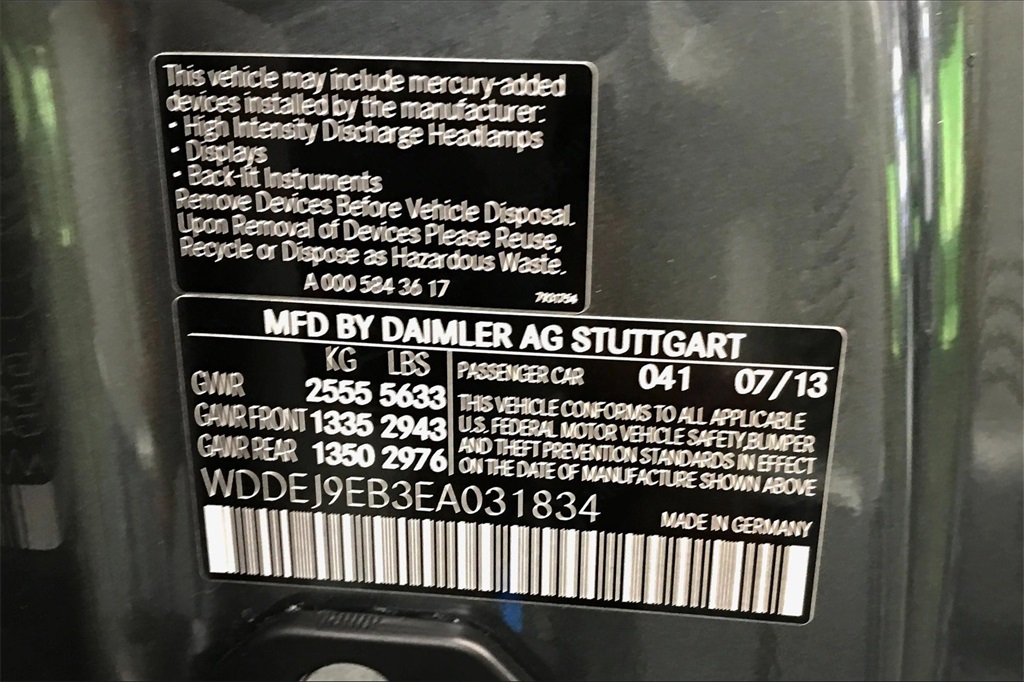 This vehicle may include mercury-added
devices installed by the manufacturer:
• High Intensity Discharge Headlamps
• Displays
• Back-lit Instruments
Remove Devices Before Vehicle Disposal.
Upon Removal of Devices Please Reuse,
Recycle or Dispose as Hazardous Waste.
A 000 584 36 17
MFD BY DAIMLER AG STUTTGART
KG LBS
GVWR 2555 5633
GAWR FRONT 1335 2943
GAWR REAR 1350 2976
PASSENGER CAR 041 07/13
THIS VEHICLE CONFORMS TO ALL APPLICABLE
U.S. FEDERAL MOTOR VEHICLE SAFETY, BUMPER
AND THEFT PREVENTION STANDARDS IN EFFECT
ON THE DATE OF MANUFACTURE SHOWN ABOVE
WDDEJ9EB3EA031834
MADE IN GERMANY